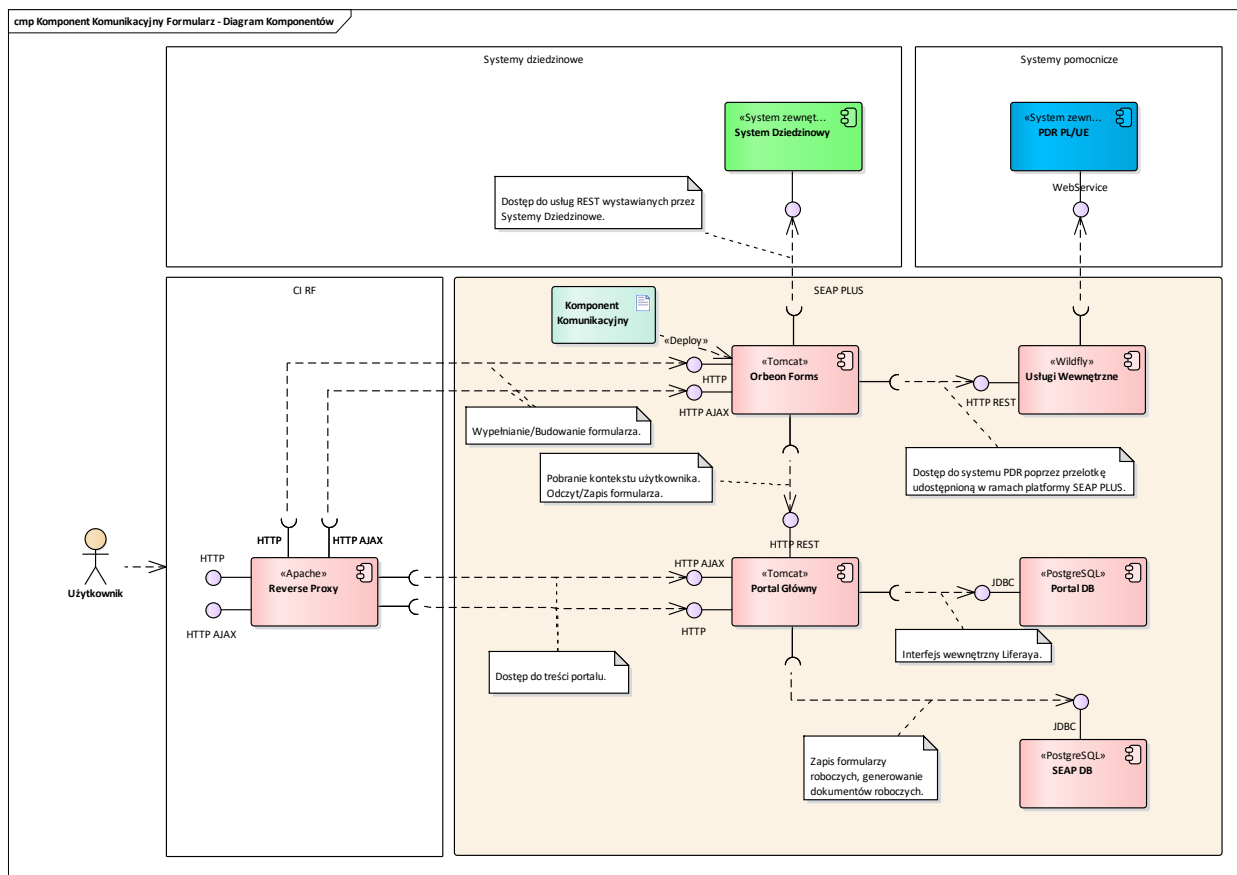 cmp Komponent Komunikacyjny Formularz - Diagram Komponentów
Systemy dziedzinowe
Systemy pomocnicze
«System zewnęt...
System Dziedzinowy
«System zewn...
PDR PL/UE
WebService
Dostęp do usług REST wystawianych przez
Systemy Dziedzinowe.
CI RF
SEAP PLUS
Komponent
Komunikacyjny
«Deploy»
«Tomcat»
Orbeon Forms
HTTP
HTTP AJAX
«Wildfly»
Usługi Wewnętrzne
HTTP REST
Wypełnianie/Budowanie formularza.
Pobranie kontekstu użytkownika.
Odczyt/Zapis formularza.
Dostęp do systemu PDR poprzez przelotkę
udostępnioną w ramach platformy SEAP PLUS.
HTTP
HTTP AJAX
HTTP REST
Użytkownik
HTTP
HTTP AJAX
«Apache»
Reverse Proxy
HTTP AJAX
HTTP
«Tomcat»
Portal Główny
JDBC
«PostgreSQL»
Portal DB
Dostęp do treści portalu.
Interfejs wewnętrzny Liferaya.
JDBC
Zapis formularzy
roboczych, generowanie
dokumentów roboczych.
«PostgreSQL»
SEAP DB